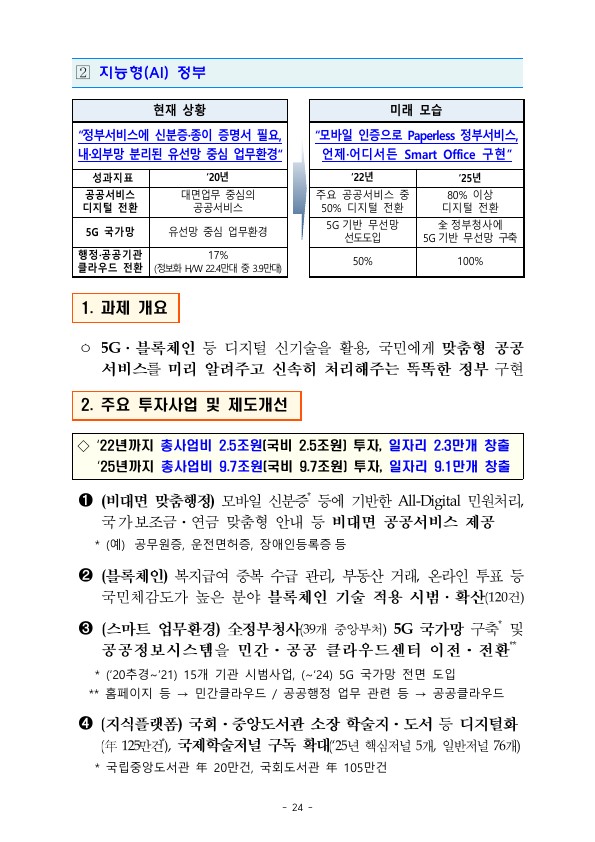 2 지능형(AI) 정부
현재 상황
“정부서비스에 신분증·종이 증명서 필요,
내·외부망 분리된 유선망 중심 업무환경”
성과지표 ‘20년
공공서비스 디지털 전환 대면업무 중심의 공공서비스
5G 국가망 유선망 중심 업무환경
행정·공공기관 클라우드 전환 17% (정보화 H/W 22.4만대 중 3.9만대)
미래 모습
“모바일 인증으로 Paperless 정부서비스,
언제·어디서든 Smart Office 구현”
‘22년 ‘25년
주요 공공서비스 중 50% 디지털 전환 80% 이상 디지털 전환
5G 기반 무선망 선도도입 全 정부청사에 5G 기반 무선망 구축
50% 100%
1. 과제 개요
ㅇ 5G·블록체인 등 디지털 신기술을 활용, 국민에게 맞춤형 공공
서비스를 미리 알려주고 신속히 처리해주는 똑똑한 정부 구현
2. 주요 투자사업 및 제도개선
◇ ‘22년까지 총사업비 2.5조원(국비 2.5조원) 투자, 일자리 2.3만개 창출
‘25년까지 총사업비 9.7조원(국비 9.7조원) 투자, 일자리 9.1만개 창출
❶ (비대면 맞춤행정) 모바일 신분증* 등에 기반한 All-Digital 민원처리,
국가보조금·연금 맞춤형 안내 등 비대면 공공서비스 제공
* (예) 공무원증, 운전면허증, 장애인등록증 등
❷ (블록체인) 복지급여 중복 수급 관리, 부동산 거래, 온라인 투표 등
국민체감도가 높은 분야 블록체인 기술 적용 시범·확산(120건)
❸ (스마트 업무환경) 全정부청사(39개 중앙부처) 5G 국가망 구축* 및
공공정보시스템을 민간·공공 클라우드센터 이전·전환**
* (‘20추경~‘21) 15개 기관 시범사업, (~‘24) 5G 국가망 전면 도입
** 홈페이지 등 → 민간클라우드 / 공공행정 업무 관련 등 → 공공클라우드
❹ (지식플랫폼) 국회·중앙도서관 소장 학술지·도서 등 디지털화
(年 125만건*), 국제학술저널 구독 확대(‘25년 핵심저널 5개, 일반저널 76개)
* 국립중앙도서관 年 20만건, 국회도서관 年 105만건
- 24 -